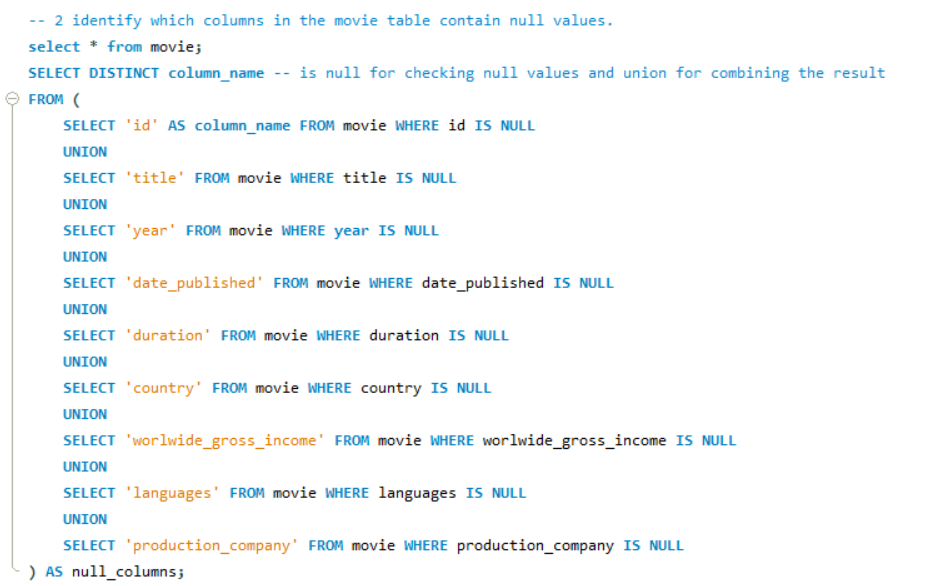 -- 2 identify which columns in the movie table contain null values.
select * from movie;
SELECT DISTINCT column_name -- is null for checking null values and union for combining the result
FROM (
SELECT 'id' AS column_name FROM movie WHERE id IS NULL
UNION
SELECT 'title' FROM movie WHERE title IS NULL
UNION
SELECT 'year' FROM movie WHERE year IS NULL
UNION
SELECT 'date_published' FROM movie WHERE date_published IS NULL
UNION
SELECT 'duration' FROM movie WHERE duration IS NULL
UNION
SELECT 'country' FROM movie WHERE country IS NULL
UNION
SELECT 'worlwide_gross_income' FROM movie WHERE worlwide_gross_income IS NULL
UNION
SELECT 'languages' FROM movie WHERE languages IS NULL
UNION
SELECT 'production_company' FROM movie WHERE production_company IS NULL
) AS null_columns;